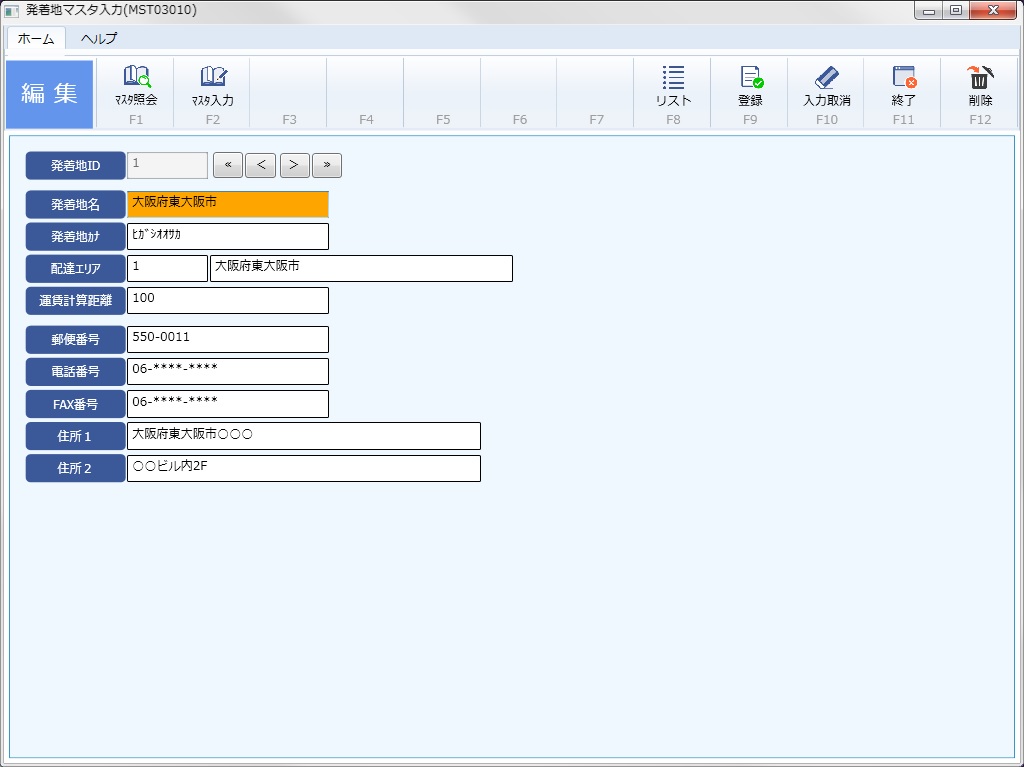 発着地マスタ入力(MST03010)
ホーム ヘルプ
編集 ﾏｽﾀ照会 ﾏｽﾀ入力 リスト 登録 入力取消 終了 削除
F1 F2 F3 F4 F5 F6 F7 F8 F9 F10 F11 F12
発着地ID 1 « < > »
発着地名 大阪府東大阪市
発着地ｶﾅ ﾋｶﾞｼｵｵｻｶ
配達エリア 1 大阪府東大阪市
運賃計算距離 100
郵便番号 550-0011
電話番号 06-****-****
FAX番号 06-****-****
住所１ 大阪府東大阪市○○○
住所２ ○○ビル内2F